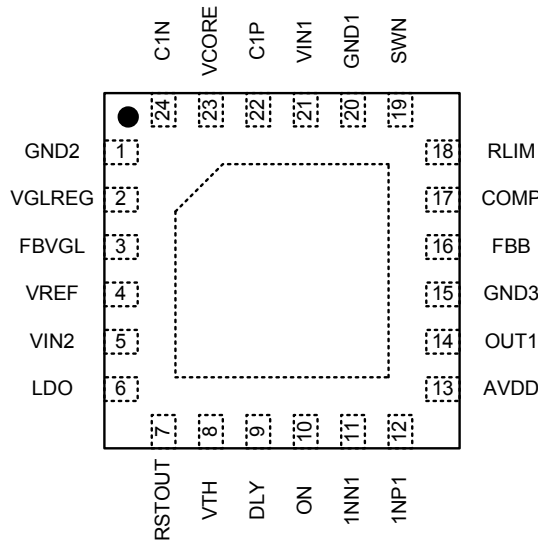 C1N VCORE C1P VIN1 GND1 SWN
24 23 22 21 20 19
GND2 1 18 RLIM
VGLREG 2 17 COMP
FBVGL 3 16 FBB
VREF 4 15 GND3
VIN2 5 14 OUT1
LDO 6 13 AVDD
7 8 9 10 11 12
RSTOUT VTH DLY ON 1NN1 1NP1